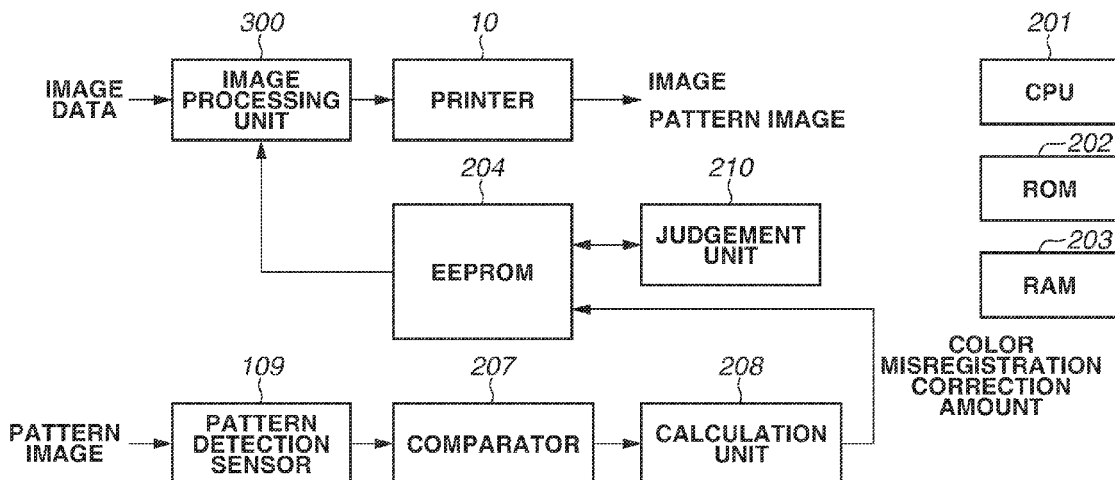 300
10
201
IMAGE
DATA
IMAGE
PROCESSING
UNIT
PRINTER
IMAGE
PATTERN IMAGE
CPU
202
ROM
204
210
EEPROM
JUDGEMENT
UNIT
203
RAM
COLOR
MISREGISTRATION
CORRECTION
AMOUNT
109
207
208
PATTERN
IMAGE
PATTERN
DETECTION
SENSOR
COMPARATOR
CALCULATION
UNIT